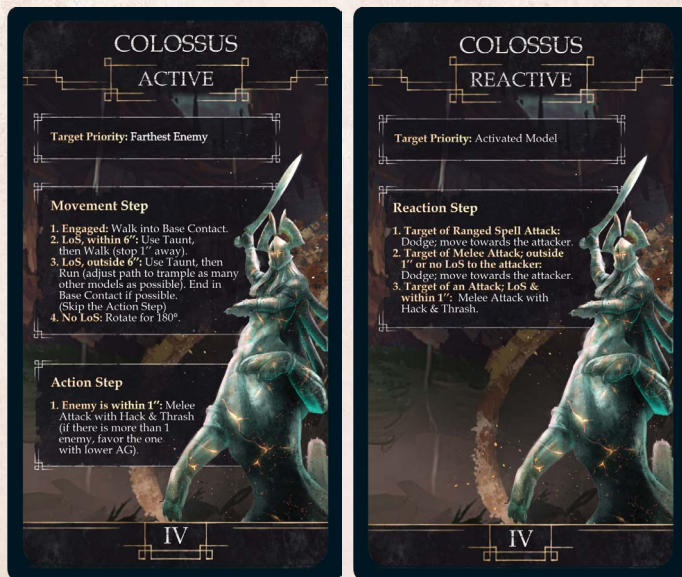 COLOSSUS
ACTIVE
Target Priority: Farthest Enemy
Movement Step
1. Engaged: Walk into Base Contact.
2. LoS, within 6″: Use Taunt,
then Walk (stop 1″ away).
3. LoS, outside 6″: Use Taunt, then
Run (adjust path to trample as many
other models as possible). End in
Base Contact if possible.
(Skip the Action Step)
4. No LoS: Rotate for 180°.
Action Step
1. Enemy is within 1″: Melee
Attack with Hack & Thrash
(if there is more than 1
enemy, favor the one
with lower AG).
IV
COLOSSUS
REACTIVE
Target Priority: Activated Model
Reaction Step
1. Target of Ranged Spell Attack:
Dodge; move towards the attacker.
2. Target of Melee Attack; outside
1″ or no LoS to the attacker:
Dodge; move towards the attacker.
3. Target of an Attack; LoS &
within 1″: Melee Attack with
Hack & Thrash.
IV